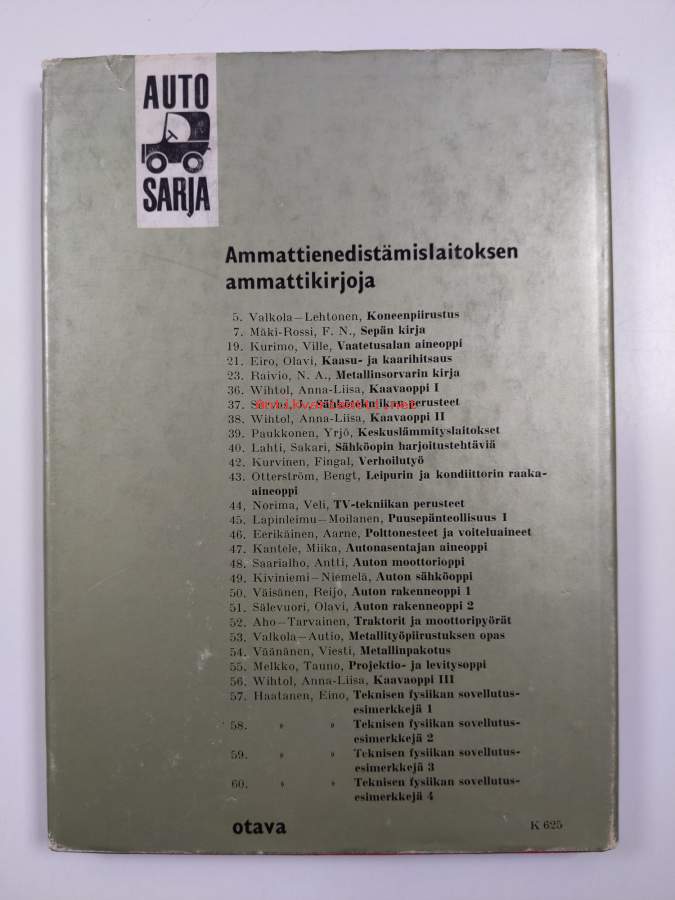 AUTO
SARJA
Ammattienedistämislaitoksen
ammattikirjoja
5. Valkola–Lehtonen, Koneenpiirustus
7. Mäki-Rossi, F. N., Sepän kirja
19. Kurimo, Ville, Vaatetusalan aineoppi
21. Eiro, Olavi, Kaasu- ja kaarihitsaus
23. Raivio, N. A., Metallinsorvarin kirja
36. Wihtol, Anna-Liisa, Kaavaoppi I
37. Sähkötekniikan perusteet
38. Wihtol, Anna-Liisa, Kaavaoppi II
39. Paukkonen, Yrjö, Keskuslämmityslaitokset
40. Lahti, Sakari, Sähköopin harjoitustehtäviä
42. Kurvinen, Fingal, Verhoilutyö
43. Otterström, Bengt, Leipurin ja kondiittorin raaka-
aineoppi
44, Norima, Veli, TV-tekniikan perusteet
45. Lapinleimu–Moilanen, Puusepänteollisuus I
46. Eerikäinen, Aarne, Polttonesteet ja voiteluaineet
47. Kantele, Miika, Autonasentajan aineoppi
48. Saarialho, Antti, Auton moottorioppi
49. Kiviniemi–Niemelä, Auton sähköoppi
50. Väisänen, Reijo, Auton rakenneoppi 1
51. Sälevuori, Olavi, Auton rakenneoppi 2
52. Aho–Tarvainen, Traktorit ja moottoripyörät
53. Valkola–Autio, Metallityöpiirustuksen opas
54. Väänänen, Viesti, Metallinpakotus
55. Melkko, Tauno, Projektio- ja levitysoppi
56. Wihtol, Anna-Liisa, Kaavaoppi III
57. Haatanen, Eino, Teknisen fysiikan sovellutus-
esimerkkejä 1
58. » » Teknisen fysiikan sovellutus-
esimerkkejä 2
59. » » Teknisen fysiikan sovellutus-
esimerkkejä 3
60. » » Teknisen fysiikan sovellutus-
esimerkkejä 4
otava K 625